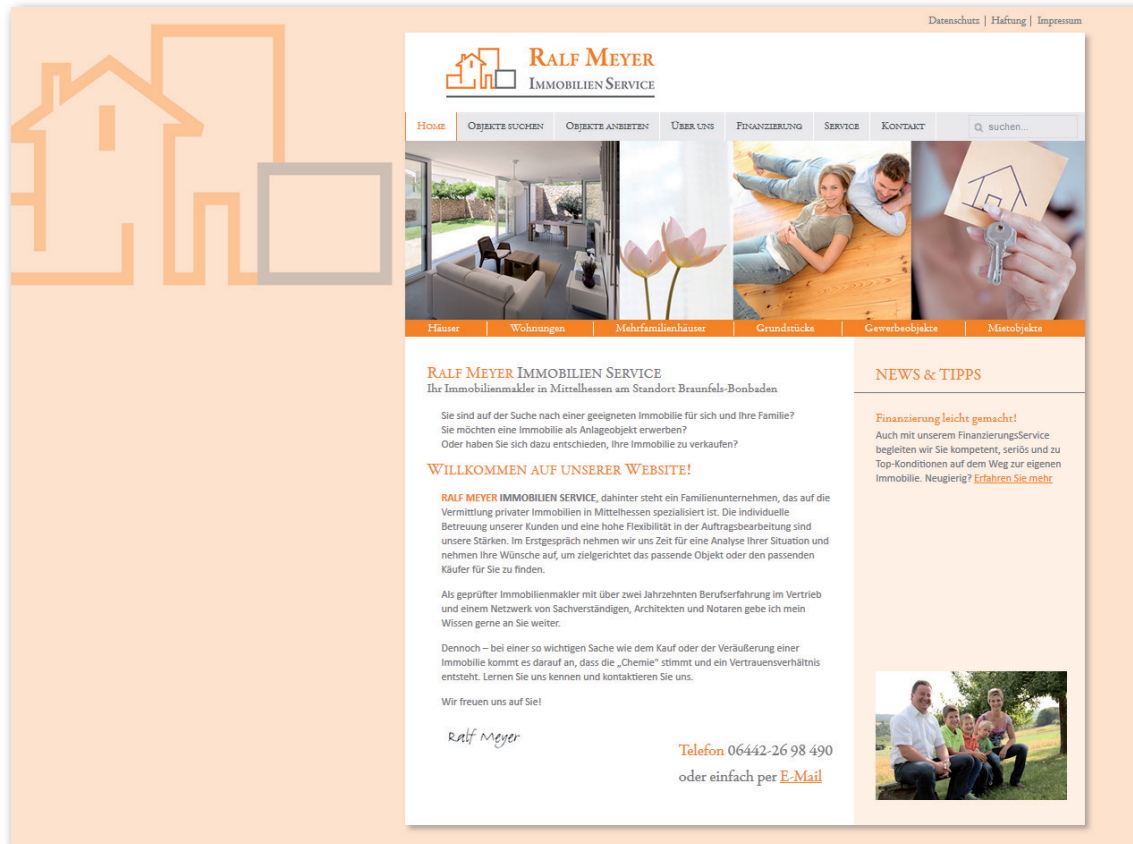 Datenschutz | Haftung | Impressum
RALF MEYER
IMMOBILIEN SERVICE
HOME OBJEKTE SUCHEN OBJEKTE ANBIETEN ÜBER UNS FINANZIERUNG SERVICE KONTAKT suchen...
Häuser Wohnungen Mehrfamilienhäuser Grundstücke Gewerbeobjekte Mietobjekte
RALF MEYER IMMOBILIEN SERVICE
Ihr Immobilienmakler in Mittelhessen am Standort Braunfels-Bonbaden
Sie sind auf der Suche nach einer geeigneten Immobilie für sich und Ihre Familie?
Sie möchten eine Immobilie als Anlageobjekt erwerben?
Oder haben Sie sich dazu entschieden, Ihre Immobilie zu verkaufen?
WILLKOMMEN AUF UNSERER WEBSITE!
RALF MEYER IMMOBILIEN SERVICE, dahinter steht ein Familienunternehmen, das auf die
Vermittlung privater Immobilien in Mittelhessen spezialisiert ist. Die individuelle
Betreuung unserer Kunden und eine hohe Flexibilität in der Auftragsbearbeitung sind
unsere Stärken. Im Erstgespräch nehmen wir uns Zeit für eine Analyse Ihrer Situation und
nehmen Ihre Wünsche auf, um zielgerichtet das passende Objekt oder den passenden
Käufer für Sie zu finden.
Als geprüfter Immobilienmakler mit über zwei Jahrzehnten Berufserfahrung im Vertrieb
und einem Netzwerk von Sachverständigen, Architekten und Notaren gebe ich mein
Wissen gerne an Sie weiter.
Dennoch – bei einer so wichtigen Sache wie dem Kauf oder der Veräußerung einer
Immobilie kommt es darauf an, dass die „Chemie" stimmt und ein Vertrauensverhältnis
entsteht. Lernen Sie uns kennen und kontaktieren Sie uns.
Wir freuen uns auf Sie!
Ralf Meyer
Telefon 06442-26 98 490
oder einfach per E-Mail
NEWS & TIPPS
Finanzierung leicht gemacht!
Auch mit unserem FinanzierungsService
begleiten wir Sie kompetent, seriös und zu
Top-Konditionen auf dem Weg zur eigenen
Immobilie. Neugierig? Erfahren Sie mehr